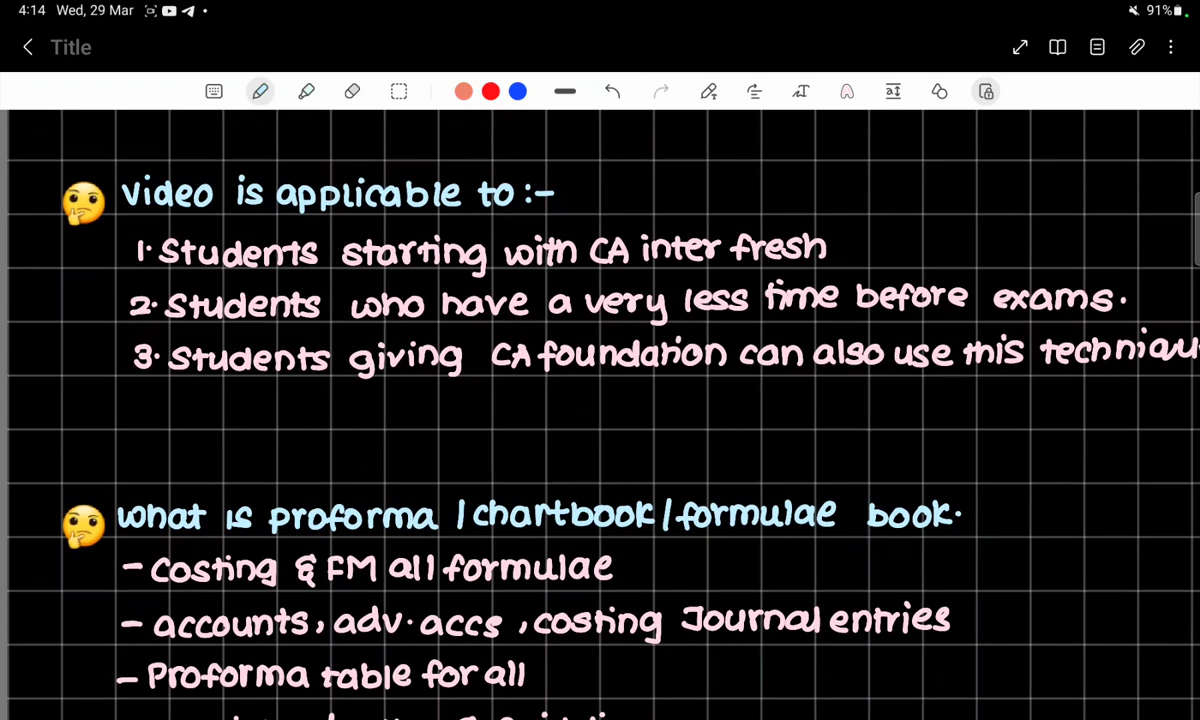 4:14 Wed, 29 Mar
91%
Title
🤔 Video is applicable to :-
1. Students starting with CA inter fresh
2. Students who have a very less time before exams.
3. Students giving CA foundation can also use this techniqu
🤔 What is proforma / chartbook / formulae book.
- Costing & FM all formulae
- accounts, adv. accs, costing Journal entries
- Proforma table for all